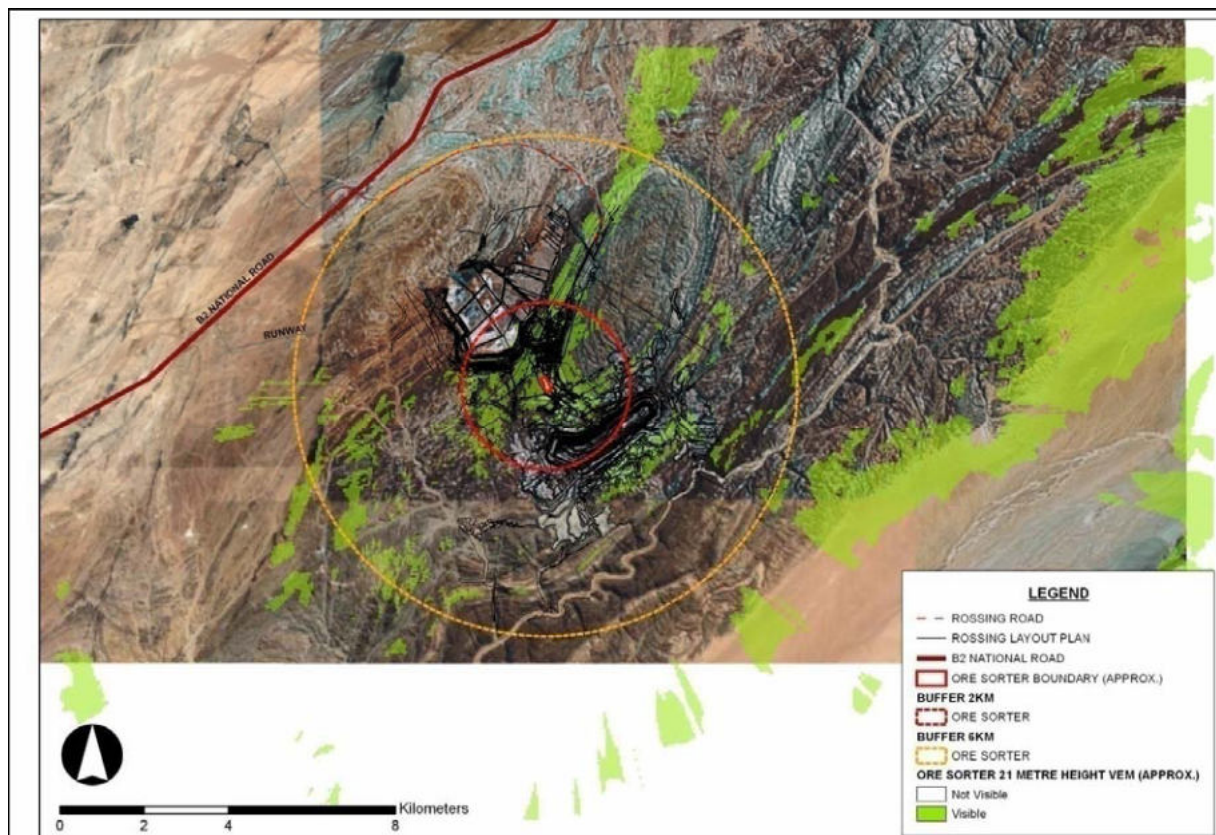 B2 NATIONAL ROAD
RUNWAY
LEGEND
ROSSING ROAD
ROSSING LAYOUT PLAN
B2 NATIONAL ROAD
ORE SORTER BOUNDARY (APPROX.)
BUFFER 2KM
ORE SORTER
BUFFER 6KM
ORE SORTER
ORE SORTER 21 METRE HEIGHT VEM (APPROX.)
Not Visible
Visible
Kilometers
0 2 4 8